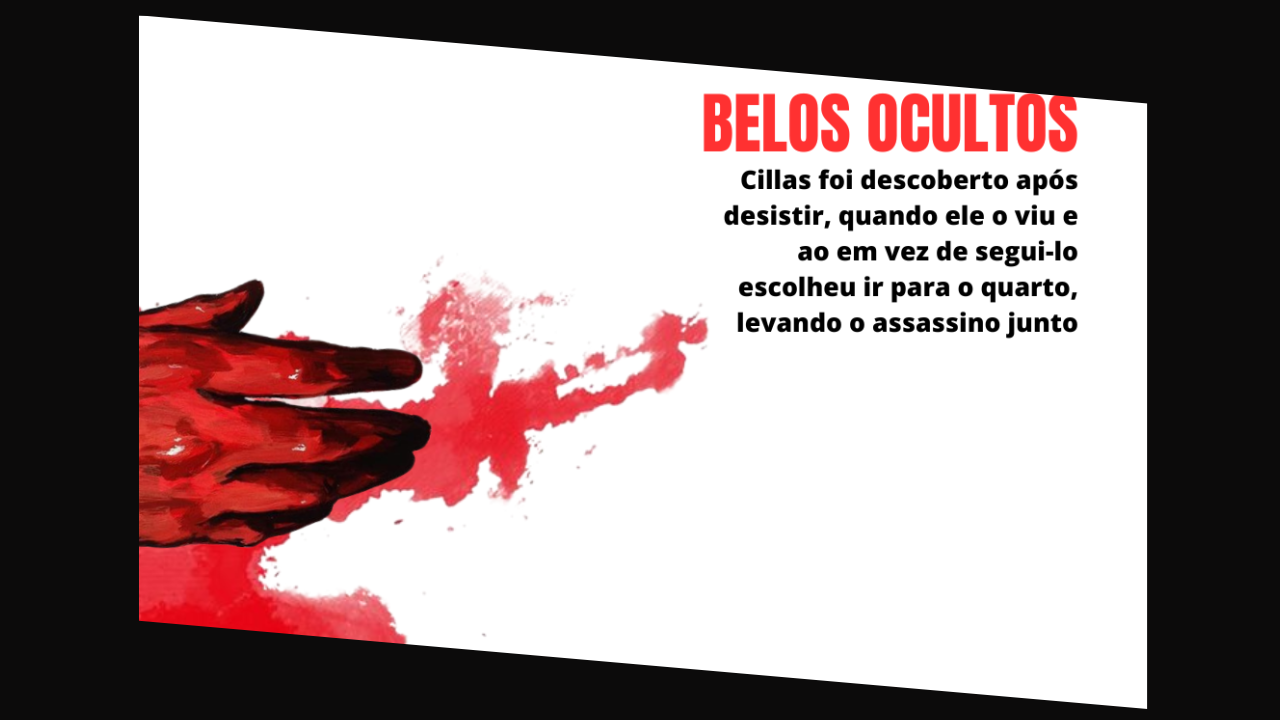 BELOS OCULTOS
Cillas foi descoberto após
desistir, quando ele o viu e
ao em vez de segui-lo
escolheu ir para o quarto,
levando o assassino junto